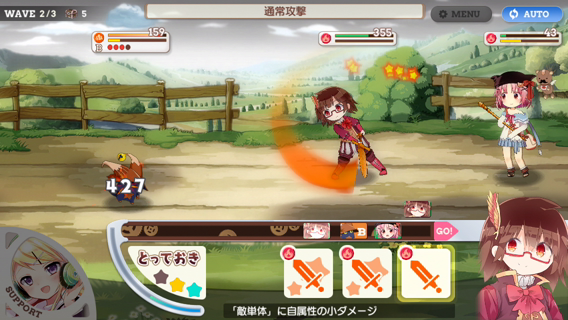 WAVE 2/3 5
通常攻撃
MENU
AUTO
159
B
355
43
427
B
GO!
とっておき
SUPPORT
「敵単体」に自属性の小ダメージ